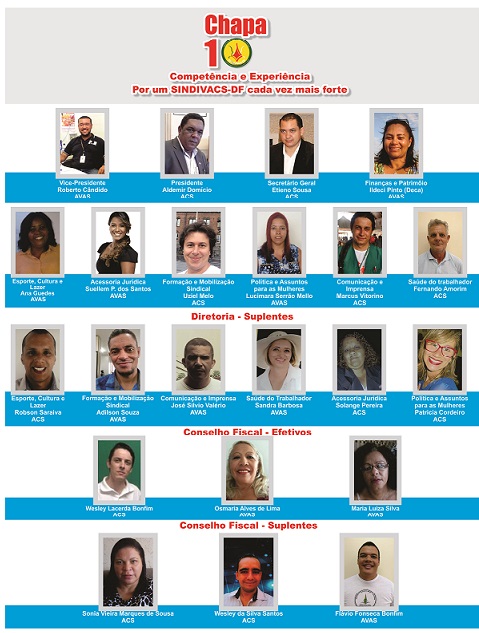 Chapa
10
Competência e Experiência
Por um SINDIVACS-DF cada vez mais forte
Vice-Presidente
Roberto Cândido
AVAS
Presidente
Aldemir Domicio
ACS
Secretário Geral
Etieno Sousa
ACS
Finanças e Patrimôio
Ildeci Pinto (Deca)
AVAS
Esporte, Cultura e
Lazer
Ana Guedes
AVAS
Acessoria Jurídica
Suellam P. dos Santos
AVAS
Formação e Mobilização
Sindical
Uziel Melo
ACS
Política e Assuntos
para as Mulheres
Lucimara Serrão Mello
AVAS
Comunicação e
Imprensa
Marcus Vitorino
ACS
Saúde do trabalhador
Fernando Amorim
ACS
Diretoria - Suplentes
Esporte, Cultura e
Lazer
Robson Saraiva
ACS
Formação e Mobilização
Sindical
Adilson Souza
AVAS
Comunicação e Imprensa
José Silvio Valério
AVAS
Saúde do Trabalhador
Sandra Barbosa
AVAS
Acessoria Jurídica
Solange Pereira
ACS
Política e Assuntos
para as Mulheres
Patrícia Cordeiro
ACS
Conselho Fiscal - Efetivos
Wesley Lacerda Bonfim
ACS
Osmaria Alves de Lima
AVAS
Maria Luiza Silva
AVAS
Conselho Fiscal - Suplentes
Sonia Vieira Marques de Sousa
ACS
Wesley da Silva Santos
ACS
Flávio Fonseca Bonfim
AVAS